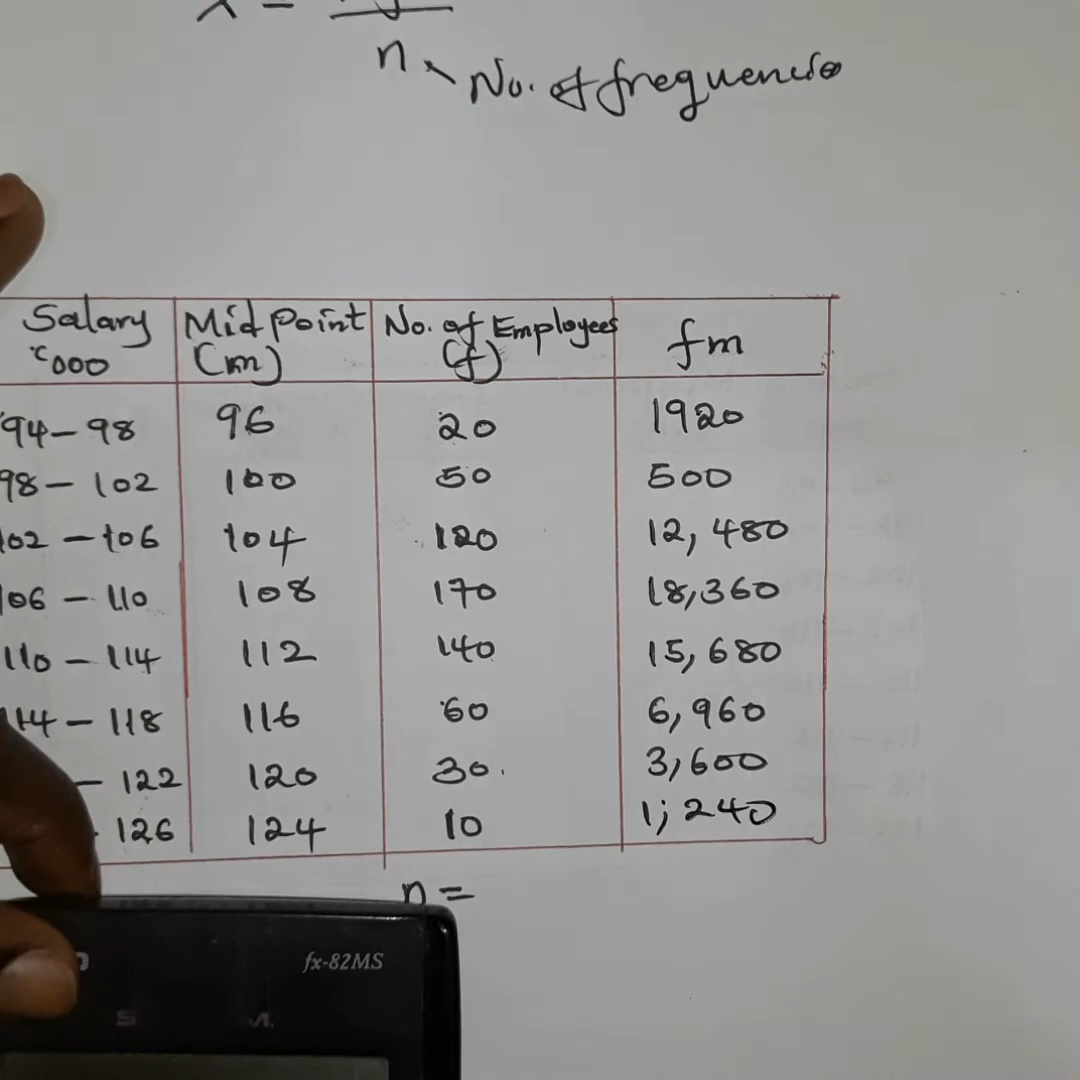 n
No. of frequencies
Salary Mid Point No. of Employees fm
'000 (m) (f)
94 – 98 96 20 1920
98 – 102 100 50 500
102 – 106 104 120 12, 480
106 – 110 108 170 18,360
110 – 114 112 140 15, 680
114 – 118 116 60 6,960
– 122 120 30. 3,600
126 124 10 1; 240
n =
fx-82MS